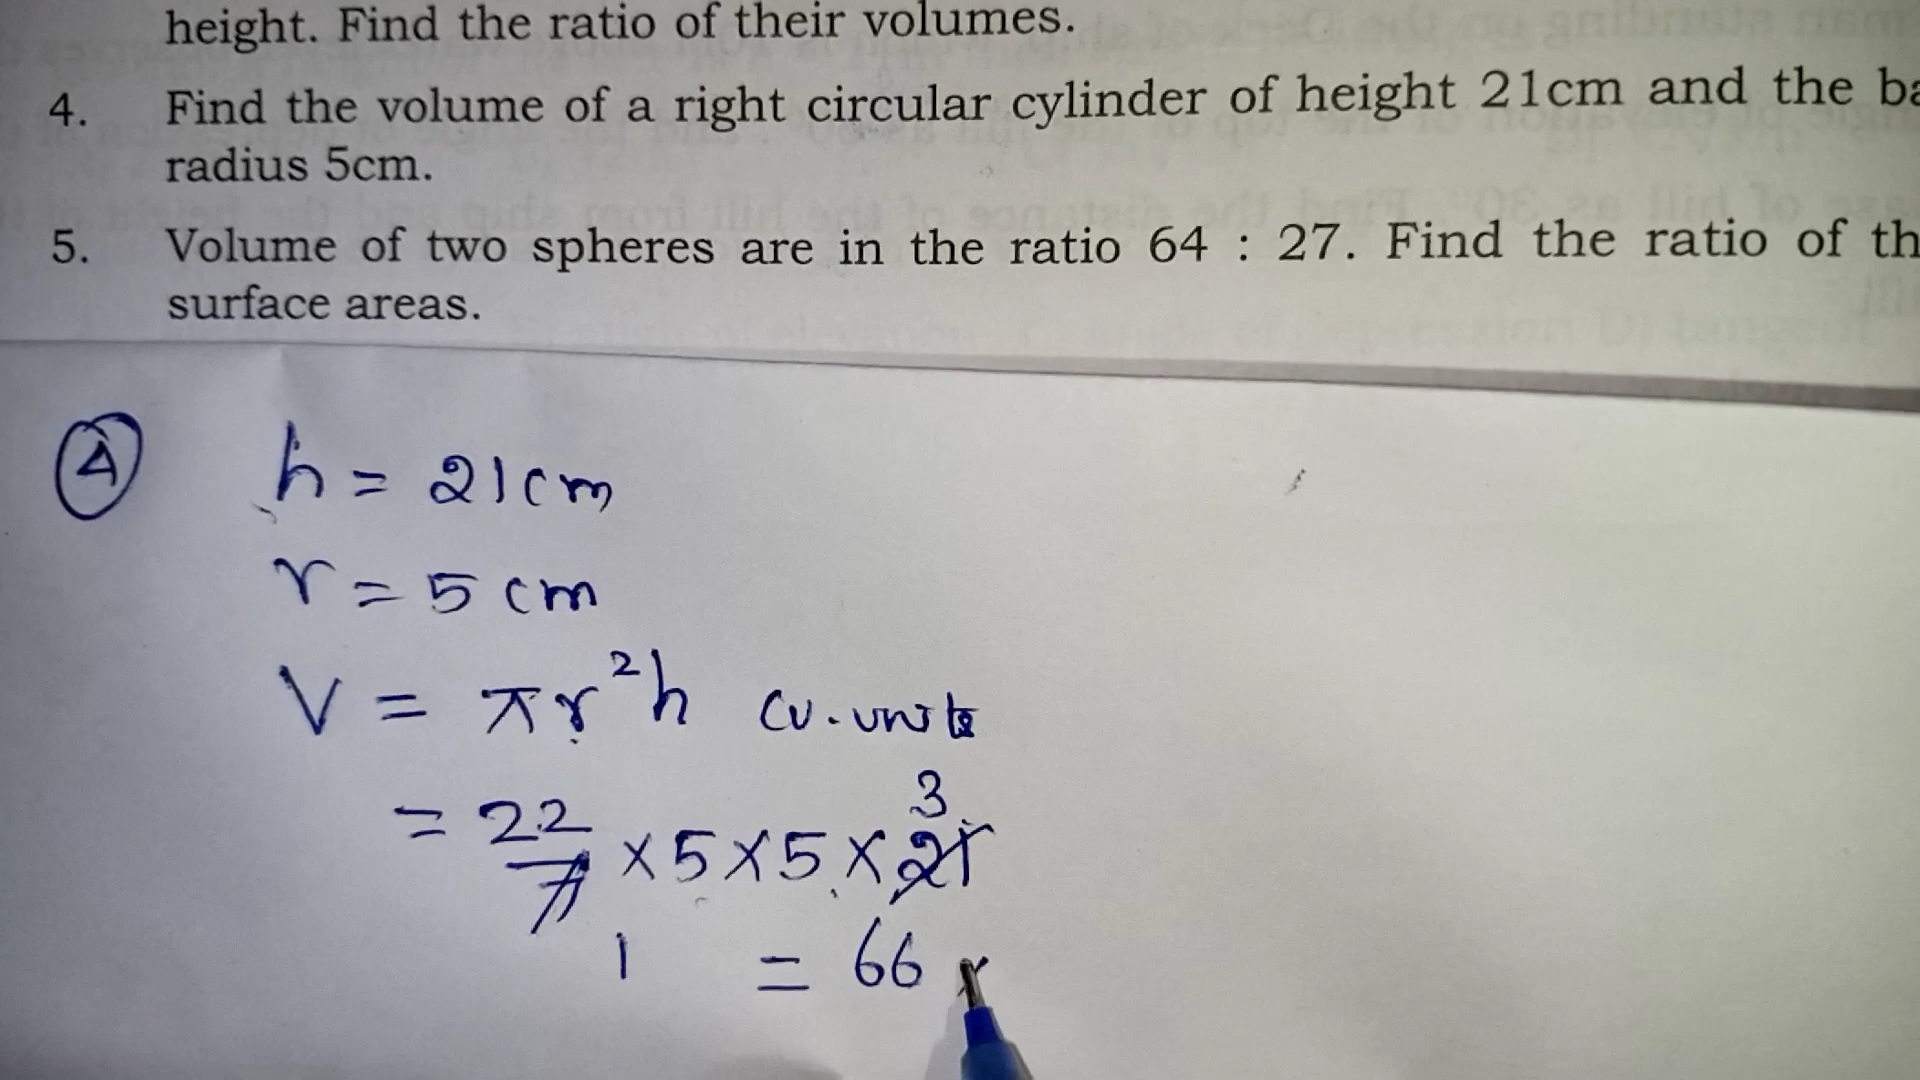 height. Find the ratio of their volumes.
4. Find the volume of a right circular cylinder of height 21cm and the ba
radius 5cm.
5. Volume of two spheres are in the ratio 64 : 27. Find the ratio of th
surface areas.
4 h = 21cm
r = 5 cm
V = πr²h cu. units
3
= 22/7 × 5 × 5 × 21
1 = 66 ×